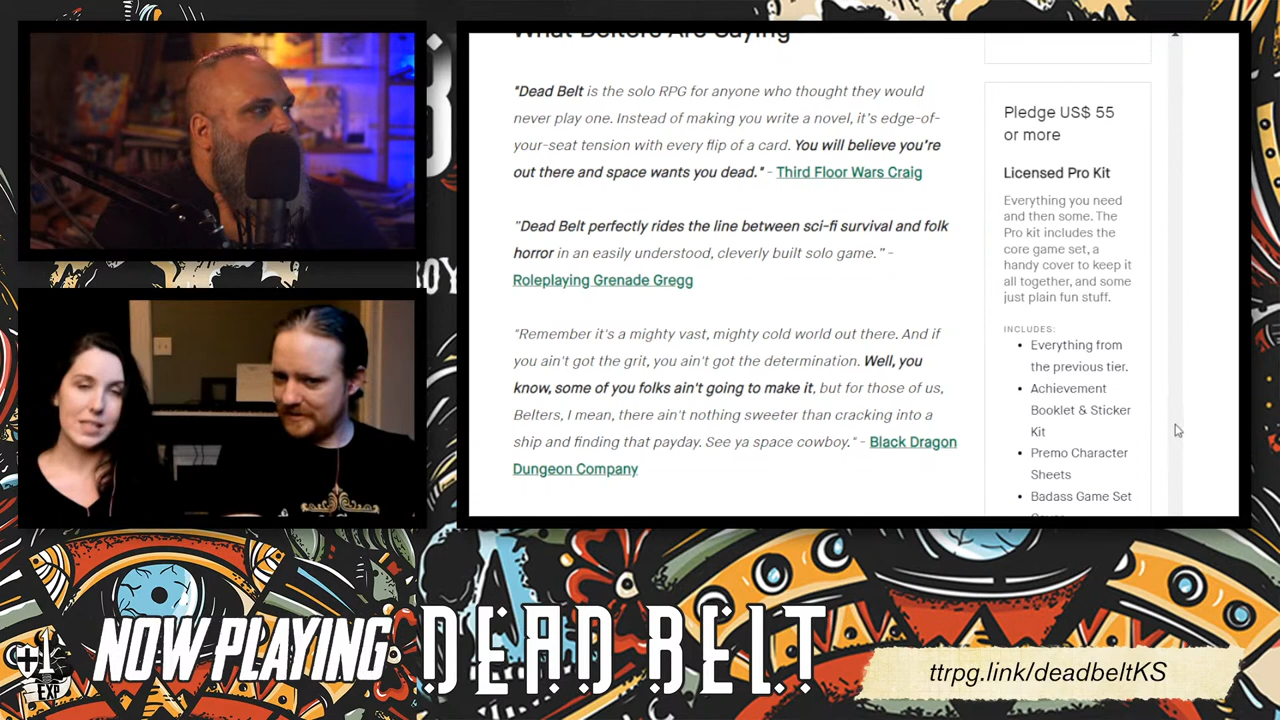 What Belters Are Saying
"Dead Belt is the solo RPG for anyone who thought they would
never play one. Instead of making you write a novel, it's edge-of-
your-seat tension with every flip of a card. You will believe you're
out there and space wants you dead." - Third Floor Wars Craig
"Dead Belt perfectly rides the line between sci-fi survival and folk
horror in an easily understood, cleverly built solo game." -
Roleplaying Grenade Gregg
"Remember it's a mighty vast, mighty cold world out there. And if
you ain't got the grit, you ain't got the determination. Well, you
know, some of you folks ain't going to make it, but for those of us,
Belters, I mean, there ain't nothing sweeter than cracking into a
ship and finding that payday. See ya space cowboy." - Black Dragon
Dungeon Company
Pledge US$ 55
or more
Licensed Pro Kit
Everything you need
and then some. The
Pro kit includes the
core game set, a
handy cover to keep it
all together, and some
just plain fun stuff.
INCLUDES:
Everything from
the previous tier.
Achievement
Booklet & Sticker
Kit
Premo Character
Sheets
Badass Game Set
+1
EXP
NOW PLAYING
DEAD BELT
ttrpg.link/deadbeltKS